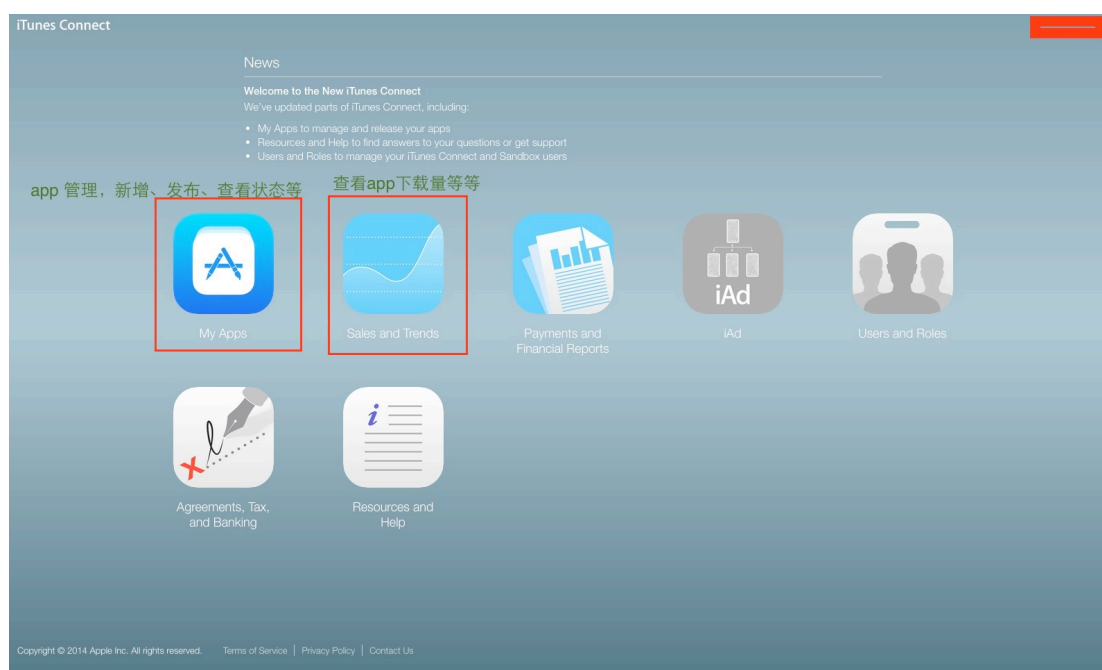 iTunes Connect
News
Welcome to the New iTunes Connect
We've updated parts of iTunes Connect, including:
• My Apps to manage and release your apps
• Resources and Help to find answers to your questions or get support
• Users and Roles to manage your iTunes Connect and Sandbox users
app 管理，新增、发布、查看状态等
查看app下载量等等
iAd
My Apps
Sales and Trends
Payments and
Financial Reports
iAd
Users and Roles
i
Agreements, Tax,
and Banking
Resources and
Help
Copyright © 2014 Apple Inc. All rights reserved. Terms of Service | Privacy Policy | Contact Us